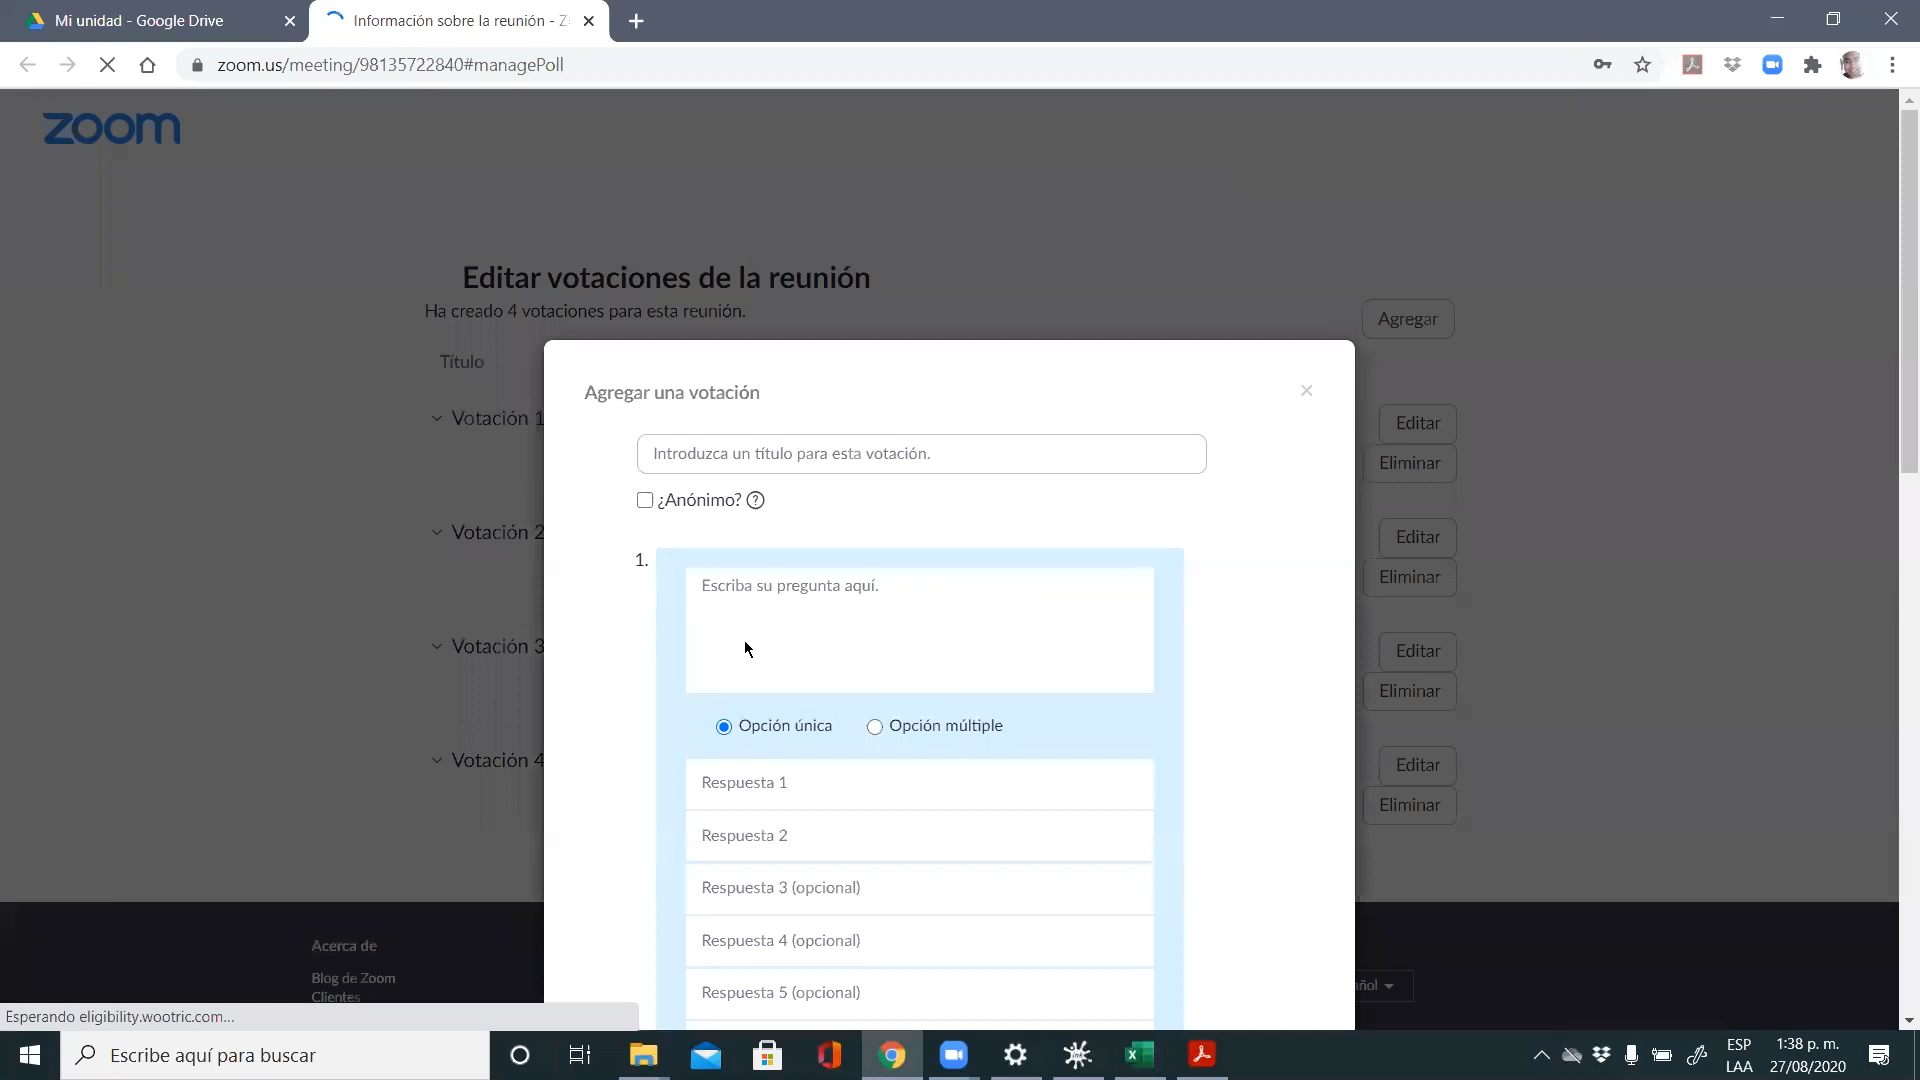 Mi unidad - Google Drive
Información sobre la reunión - Z
zoom.us/meeting/98135722840#managePoll
zoom
Editar votaciones de la reunión
Ha creado 4 votaciones para esta reunión.
Agregar
Título
Agregar una votación
Votación 1
Editar
Introduzca un título para esta votación.
Eliminar
¿Anónimo?
Votación 2
Editar
1.
Eliminar
Escriba su pregunta aquí.
Votación 3
Editar
Eliminar
Opción única
Opción múltiple
Votación 4
Editar
Respuesta 1
Eliminar
Respuesta 2
Respuesta 3 (opcional)
Respuesta 4 (opcional)
Acerca de
Blog de Zoom
Clientes
Respuesta 5 (opcional)
añol
Esperando eligibility.wootric.com...
Escribe aquí para buscar
ESP
LAA
1:38 p. m.
27/08/2020